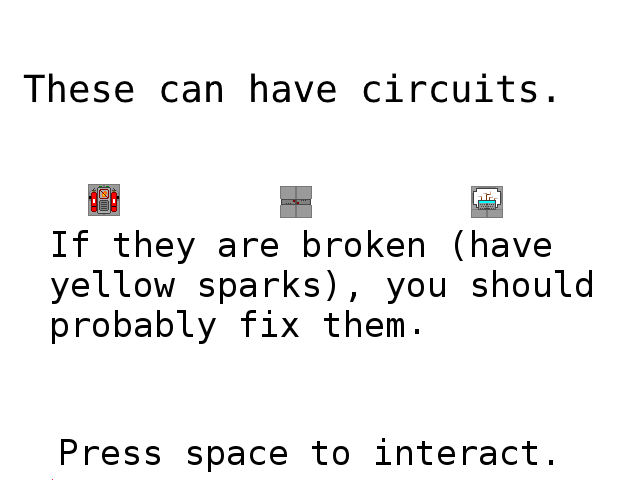 These can have circuits.
If they are broken (have
yellow sparks), you should
probably fix them.
Press space to interact.